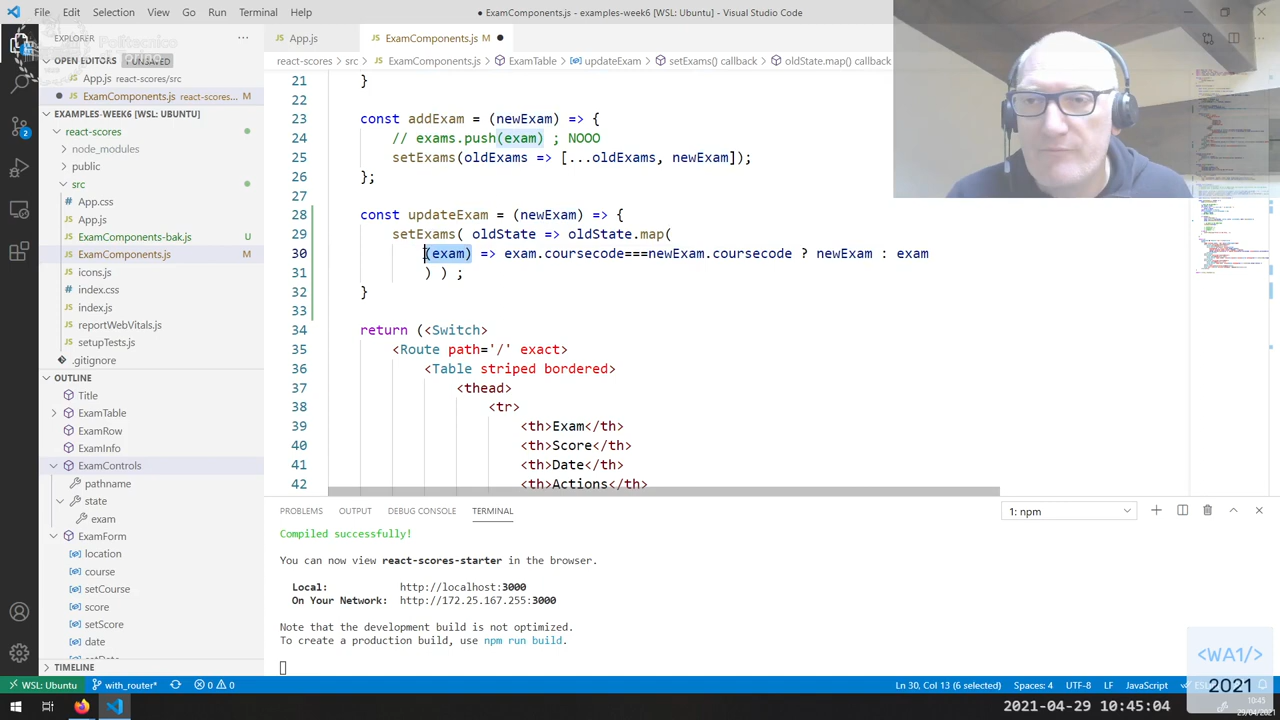 File Edit Selection View Go Run Terminal Help
● ExamComponents.js - examples-week6 [WSL: Ubuntu] - Visual Studio Code
EXPLORER
Politecnico
OPEN EDITORS 1 UNSAVED
App.js react-scores/src
ExamComponents.js react-scores... M
EXAMPLES-WEEK6 [WSL: UBUNTU]
react-scores
node_modules
public
src
App.css
App.js
ExamComponents-bak.js U
ExamComponents.js M
icons.js
index.css
index.js
reportWebVitals.js
setupTests.js
.gitignore
OUTLINE
Title
ExamTable
ExamRow
ExamInfo
ExamControls
pathname
state
exam
ExamForm
location
course
setCourse
score
setScore
date
TIMELINE
App.js
ExamComponents.js M ●
react-scores > src > ExamComponents.js > ExamTable > updateExam > setExams() callback > oldState.map() callback
21 }
22
23 const addExam = (newExam) => {
24 // exams.push(exam) ; NOOO
25 setExams(oldExams => [...oldExams, newExam]);
26 };
27
28 const updateExam = (newExam) => {
29 setExams( oldState => oldState.map(
30 (exam) => exam.coursecode===newExam.coursecode ? newExam : exam
31 ) ) ;
32 }
33
34 return (<Switch>
35 <Route path='/' exact>
36 <Table striped bordered>
37 <thead>
38 <tr>
39 <th>Exam</th>
40 <th>Score</th>
41 <th>Date</th>
42 <th>Actions</th>
PROBLEMS OUTPUT DEBUG CONSOLE TERMINAL
1: npm
Compiled successfully!
You can now view react-scores-starter in the browser.
Local: http://localhost:3000
On Your Network: http://172.25.167.255:3000
Note that the development build is not optimized.
To create a production build, use npm run build.
<WA1/>
2021
WSL: Ubuntu with_router* 0 0
Ln 30, Col 13 (6 selected) Spaces: 4 UTF-8 LF JavaScript
2021-04-29 10:45:04
10:45
29/04/2021